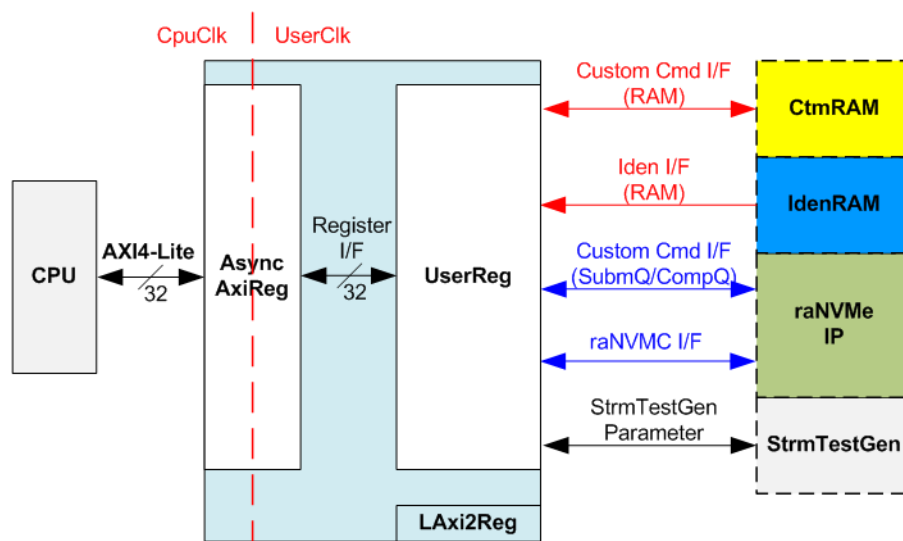 CpuClk
UserClk
Custom Cmd I/F
(RAM)
CtmRAM
Iden I/F
(RAM)
IdenRAM
CPU
AXI4-Lite
32
Async
AxiReg
Register
I/F
32
UserReg
Custom Cmd I/F
(SubmQ/CompQ)
raNVMe
IP
raNVMC I/F
StrmTestGen
Parameter
StrmTestGen
LAxi2Reg